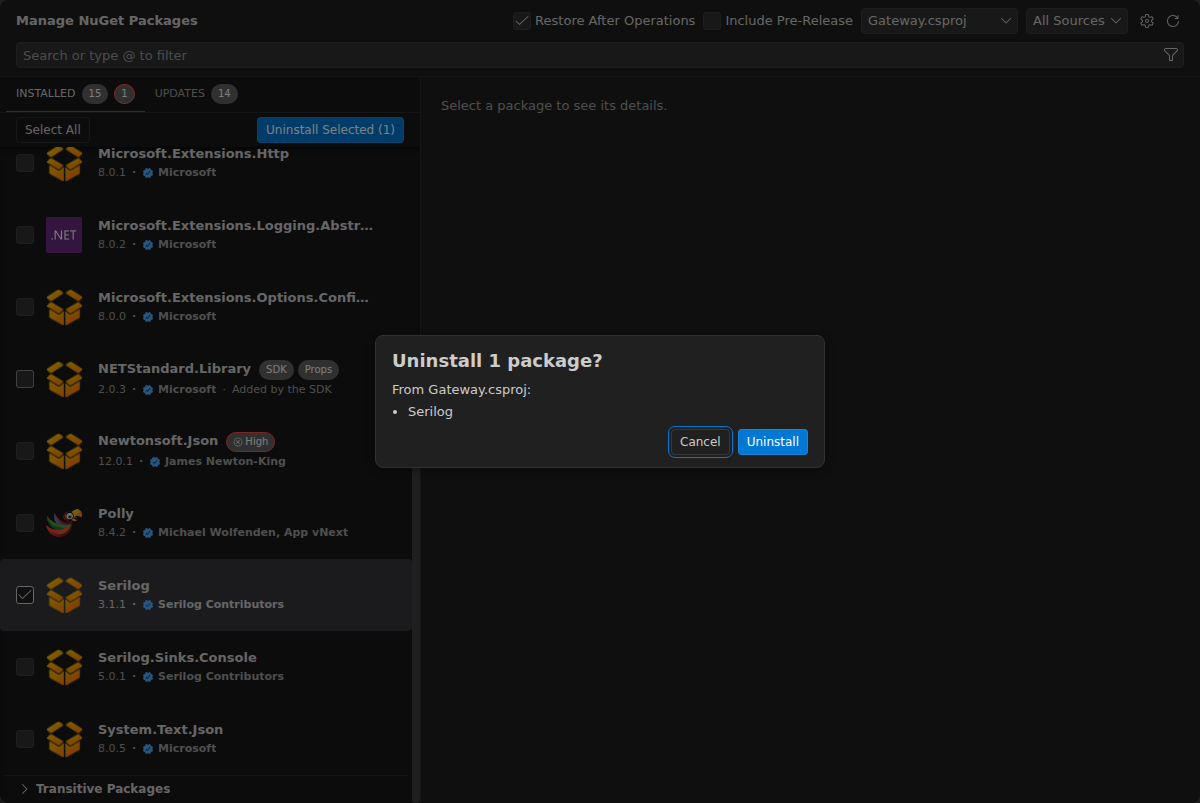 Manage NuGet Packages
Restore After Operations
Include Pre-Release
Gateway.csproj
All Sources
Search or type @ to filter
INSTALLED 15 1 UPDATES 14
Select All
Uninstall Selected (1)
Select a package to see its details.
Microsoft.Extensions.Http
8.0.1 · Microsoft
.NET
Microsoft.Extensions.Logging.Abstr...
8.0.2 · Microsoft
Microsoft.Extensions.Options.Confi...
8.0.0 · Microsoft
NETStandard.Library SDK Props
2.0.3 · Microsoft · Added by the SDK
Newtonsoft.Json High
12.0.1 · James Newton-King
Polly
8.4.2 · Michael Wolfenden, App vNext
Serilog
3.1.1 · Serilog Contributors
Serilog.Sinks.Console
5.0.1 · Serilog Contributors
System.Text.Json
8.0.5 · Microsoft
Transitive Packages
Uninstall 1 package?
From Gateway.csproj:
• Serilog
Cancel
Uninstall